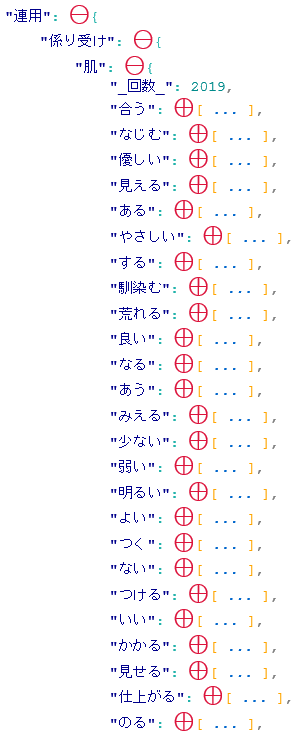 "連用": ⊖{
"係り受け": ⊖{
"肌": ⊖{
"_回数_": 2019,
"合う": ⊕[ ... ],
"なじむ": ⊕[ ... ],
"優しい": ⊕[ ... ],
"見える": ⊕[ ... ],
"ある": ⊕[ ... ],
"やさしい": ⊕[ ... ],
"する": ⊕[ ... ],
"馴染む": ⊕[ ... ],
"荒れる": ⊕[ ... ],
"良い": ⊕[ ... ],
"なる": ⊕[ ... ],
"あう": ⊕[ ... ],
"みえる": ⊕[ ... ],
"少ない": ⊕[ ... ],
"弱い": ⊕[ ... ],
"明るい": ⊕[ ... ],
"よい": ⊕[ ... ],
"つく": ⊕[ ... ],
"ない": ⊕[ ... ],
"つける": ⊕[ ... ],
"いい": ⊕[ ... ],
"かかる": ⊕[ ... ],
"見せる": ⊕[ ... ],
"仕上がる": ⊕[ ... ],
"のる": ⊕[ ... ],